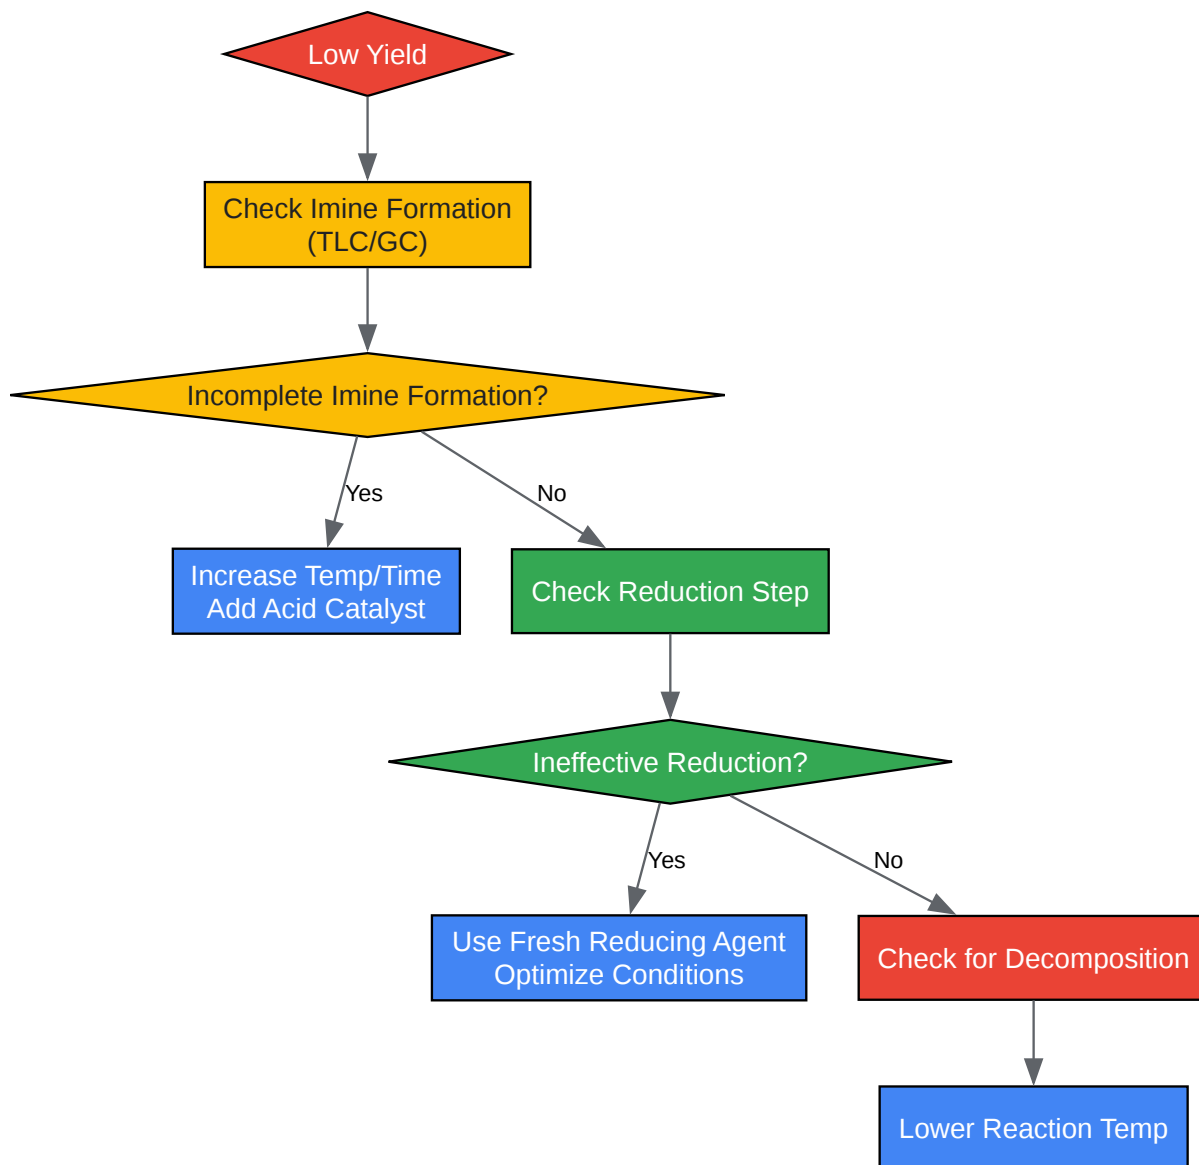 Low Yield
Check Imine Formation
(TLC/GC)
Incomplete Imine Formation?
Yes
No
Increase Temp/Time
Add Acid Catalyst
Check Reduction Step
Ineffective Reduction?
Yes
No
Use Fresh Reducing Agent
Optimize Conditions
Check for Decomposition
Lower Reaction Temp